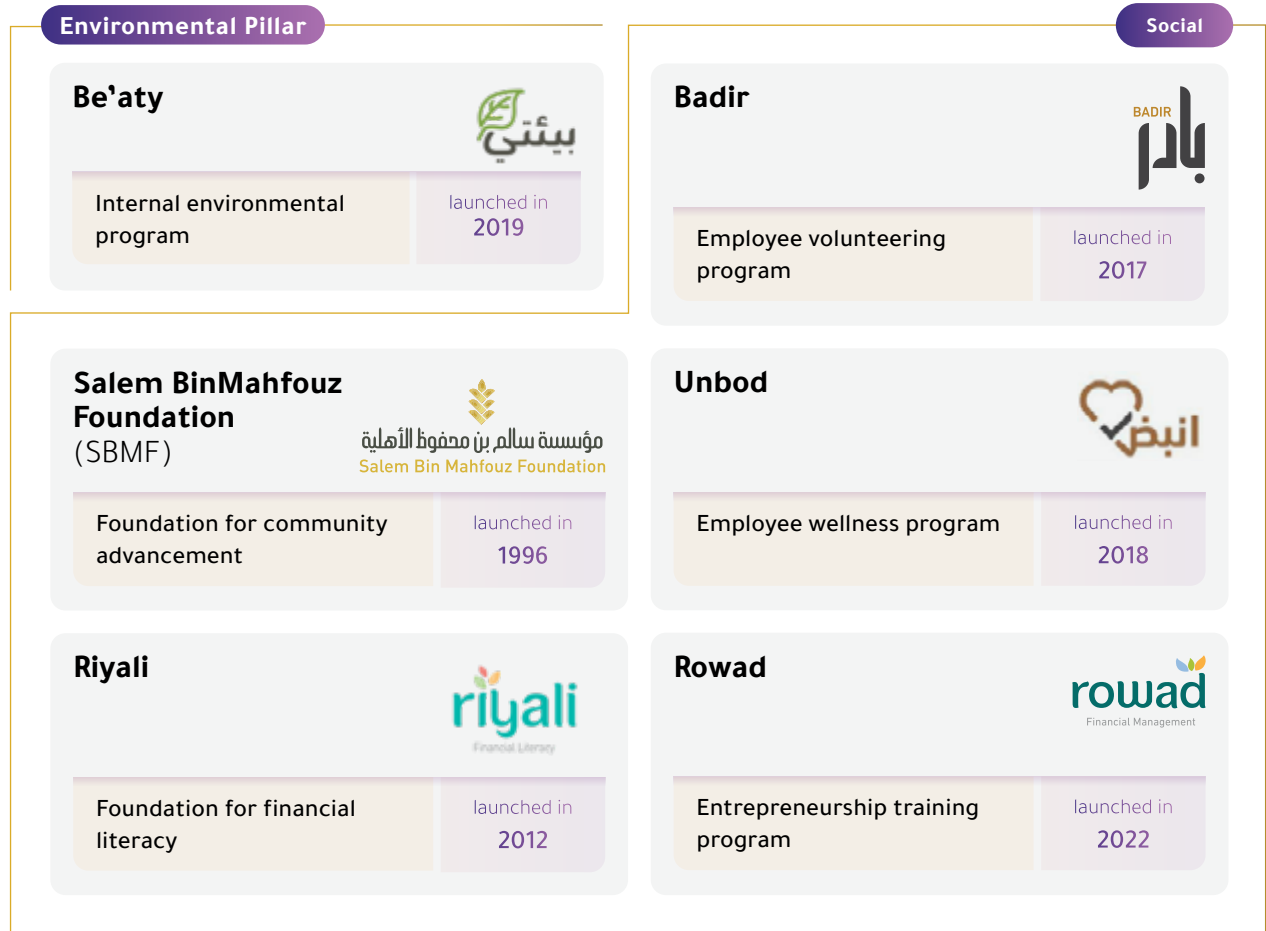 Environmental Pillar
Social
Be'aty
بيئتي
Internal environmental
program
launched in
2019
Badir
BADIR
بادر
Employee volunteering
program
launched in
2017
Salem BinMahfouz
Foundation
(SBMF)
مؤسسة سالم بن محفوظ الأهلية
Salem Bin Mahfouz Foundation
Foundation for community
advancement
launched in
1996
Unbod
انبض
Employee wellness program
launched in
2018
Riyali
riyali
Financial Literacy
Foundation for financial
literacy
launched in
2012
Rowad
rowad
Financial Management
Entrepreneurship training
program
launched in
2022